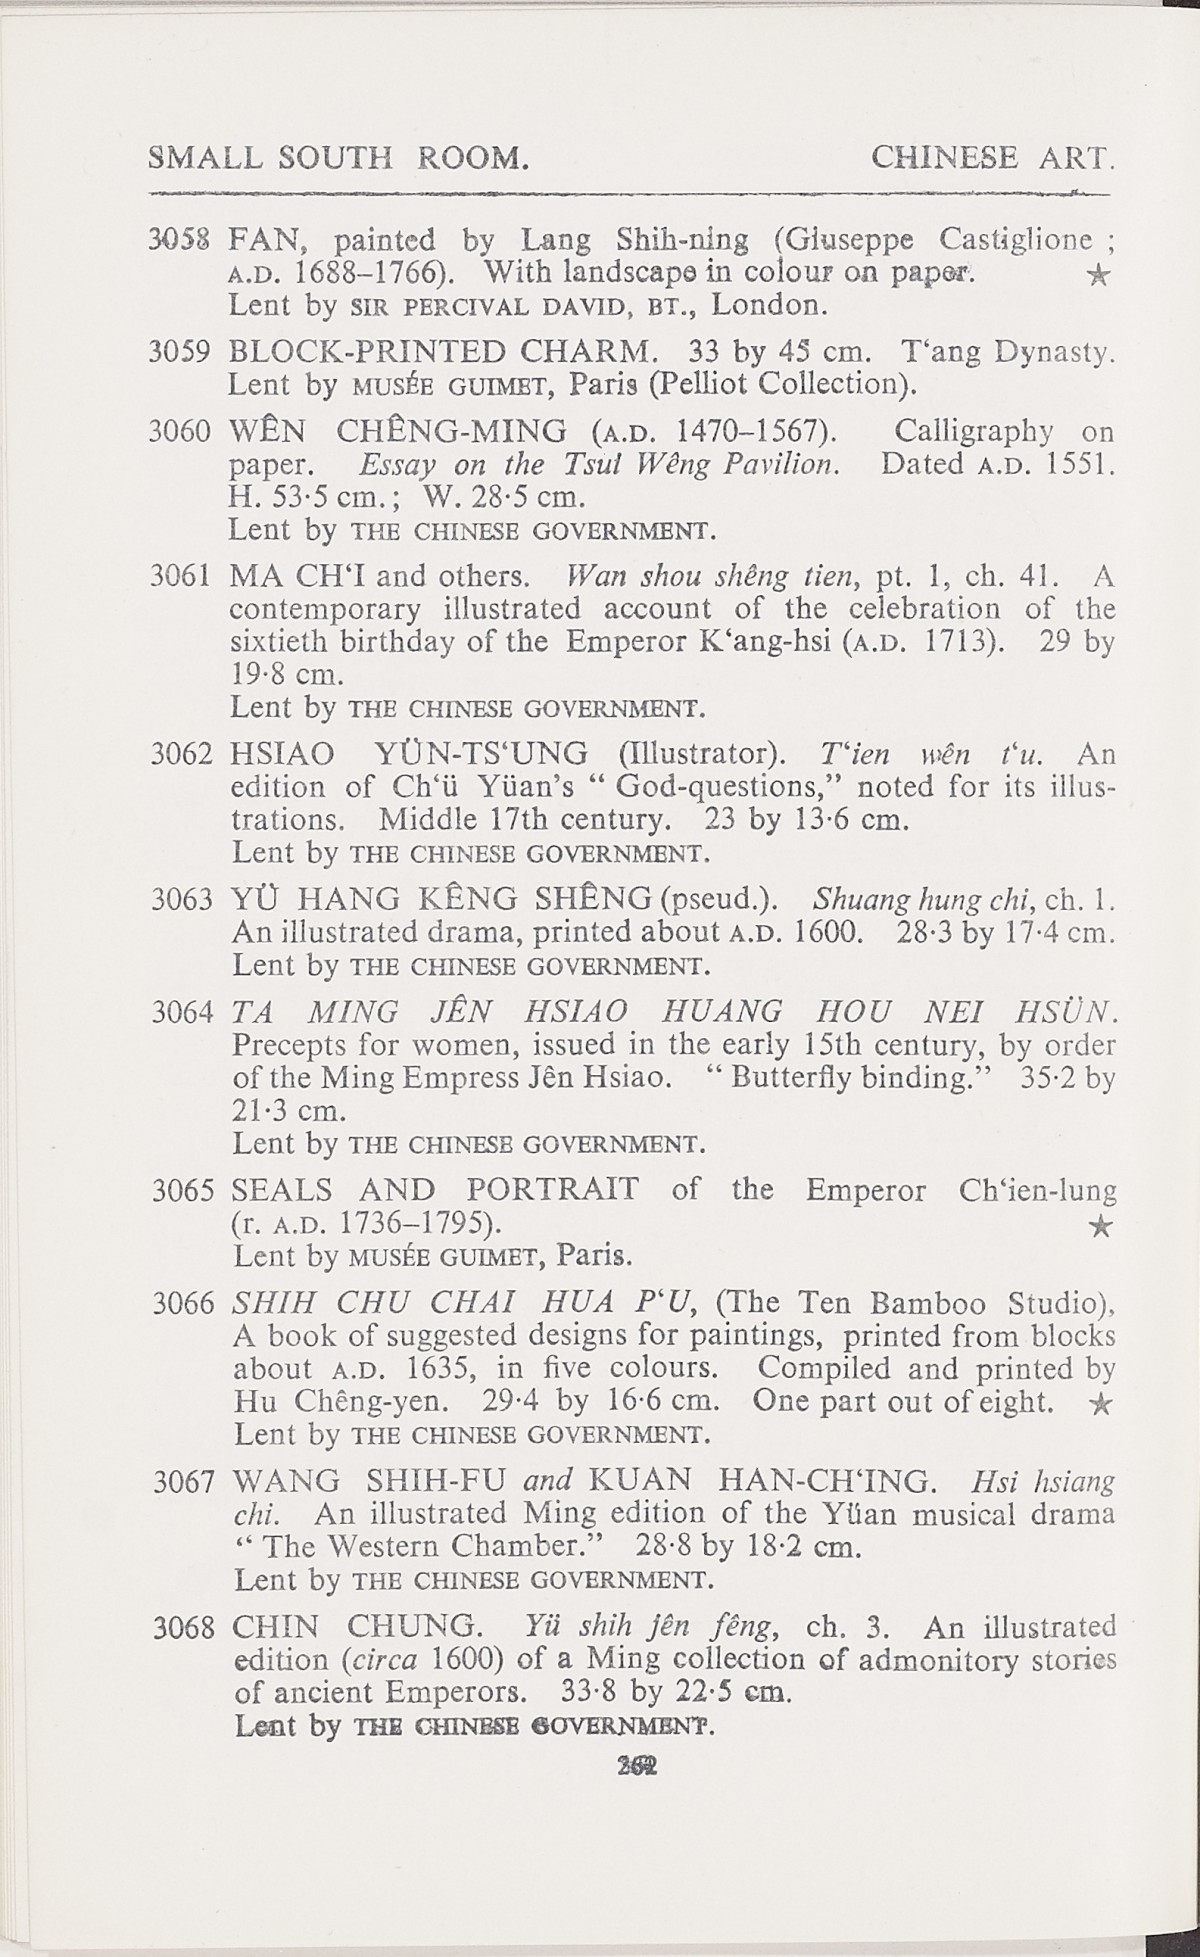 SMALL SOUTH ROOM. CHINESE ART.
3058 FAN, painted by Lang Shih-ning (Giuseppe Castiglione ;
A.D. 1688–1766). With landscape in colour on paper. ★
Lent by SIR PERCIVAL DAVID, BT., London.
3059 BLOCK-PRINTED CHARM. 33 by 45 cm. T‘ang Dynasty.
Lent by MUSÉE GUIMET, Paris (Pelliot Collection).
3060 WÊN CHÊNG-MING (A.D. 1470–1567). Calligraphy on
paper. Essay on the Tsui Wêng Pavilion. Dated A.D. 1551.
H. 53·5 cm. ; W. 28·5 cm.
Lent by THE CHINESE GOVERNMENT.
3061 MA CH‘I and others. Wan shou shêng tien, pt. 1, ch. 41. A
contemporary illustrated account of the celebration of the
sixtieth birthday of the Emperor K‘ang-hsi (A.D. 1713). 29 by
19·8 cm.
Lent by THE CHINESE GOVERNMENT.
3062 HSIAO YÜN-TS‘UNG (Illustrator). T‘ien wên t‘u. An
edition of Ch‘ü Yüan’s “ God-questions,” noted for its illus-
trations. Middle 17th century. 23 by 13·6 cm.
Lent by THE CHINESE GOVERNMENT.
3063 YÜ HANG KÊNG SHÊNG (pseud.). Shuang hung chi, ch. 1.
An illustrated drama, printed about A.D. 1600. 28·3 by 17·4 cm.
Lent by THE CHINESE GOVERNMENT.
3064 TA MING JÊN HSIAO HUANG HOU NEI HSÜN.
Precepts for women, issued in the early 15th century, by order
of the Ming Empress Jên Hsiao. “ Butterfly binding.” 35·2 by
21·3 cm.
Lent by THE CHINESE GOVERNMENT.
3065 SEALS AND PORTRAIT of the Emperor Ch‘ien-lung
(r. A.D. 1736–1795). ★
Lent by MUSÉE GUIMET, Paris.
3066 SHIH CHU CHAI HUA P‘U, (The Ten Bamboo Studio),
A book of suggested designs for paintings, printed from blocks
about A.D. 1635, in five colours. Compiled and printed by
Hu Chêng-yen. 29·4 by 16·6 cm. One part out of eight. ★
Lent by THE CHINESE GOVERNMENT.
3067 WANG SHIH-FU and KUAN HAN-CH‘ING. Hsi hsiang
chi. An illustrated Ming edition of the Yüan musical drama
“ The Western Chamber.” 28·8 by 18·2 cm.
Lent by THE CHINESE GOVERNMENT.
3068 CHIN CHUNG. Yü shih jên fêng, ch. 3. An illustrated
edition (circa 1600) of a Ming collection of admonitory stories
of ancient Emperors. 33·8 by 22·5 cm.
Lent by THE CHINESE GOVERNMENT.